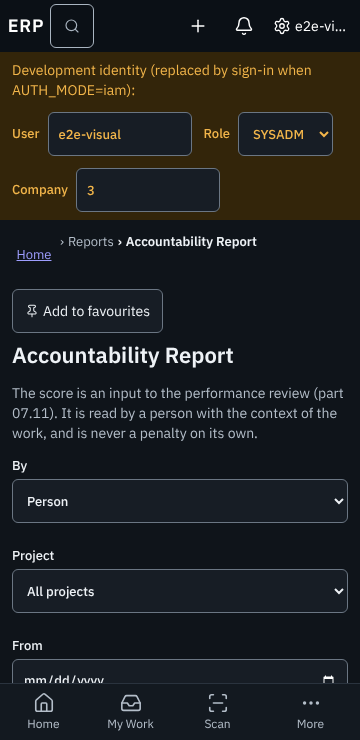 ERP
e2e-vi...
Development identity (replaced by sign-in when
AUTH_MODE=iam):
User e2e-visual Role SYSADM
Company 3
Home › Reports › Accountability Report
Add to favourites
Accountability Report
The score is an input to the performance review (part
07.11). It is read by a person with the context of the
work, and is never a penalty on its own.
By
Person
Project
All projects
From
mm/dd/yyyy
Home My Work Scan More